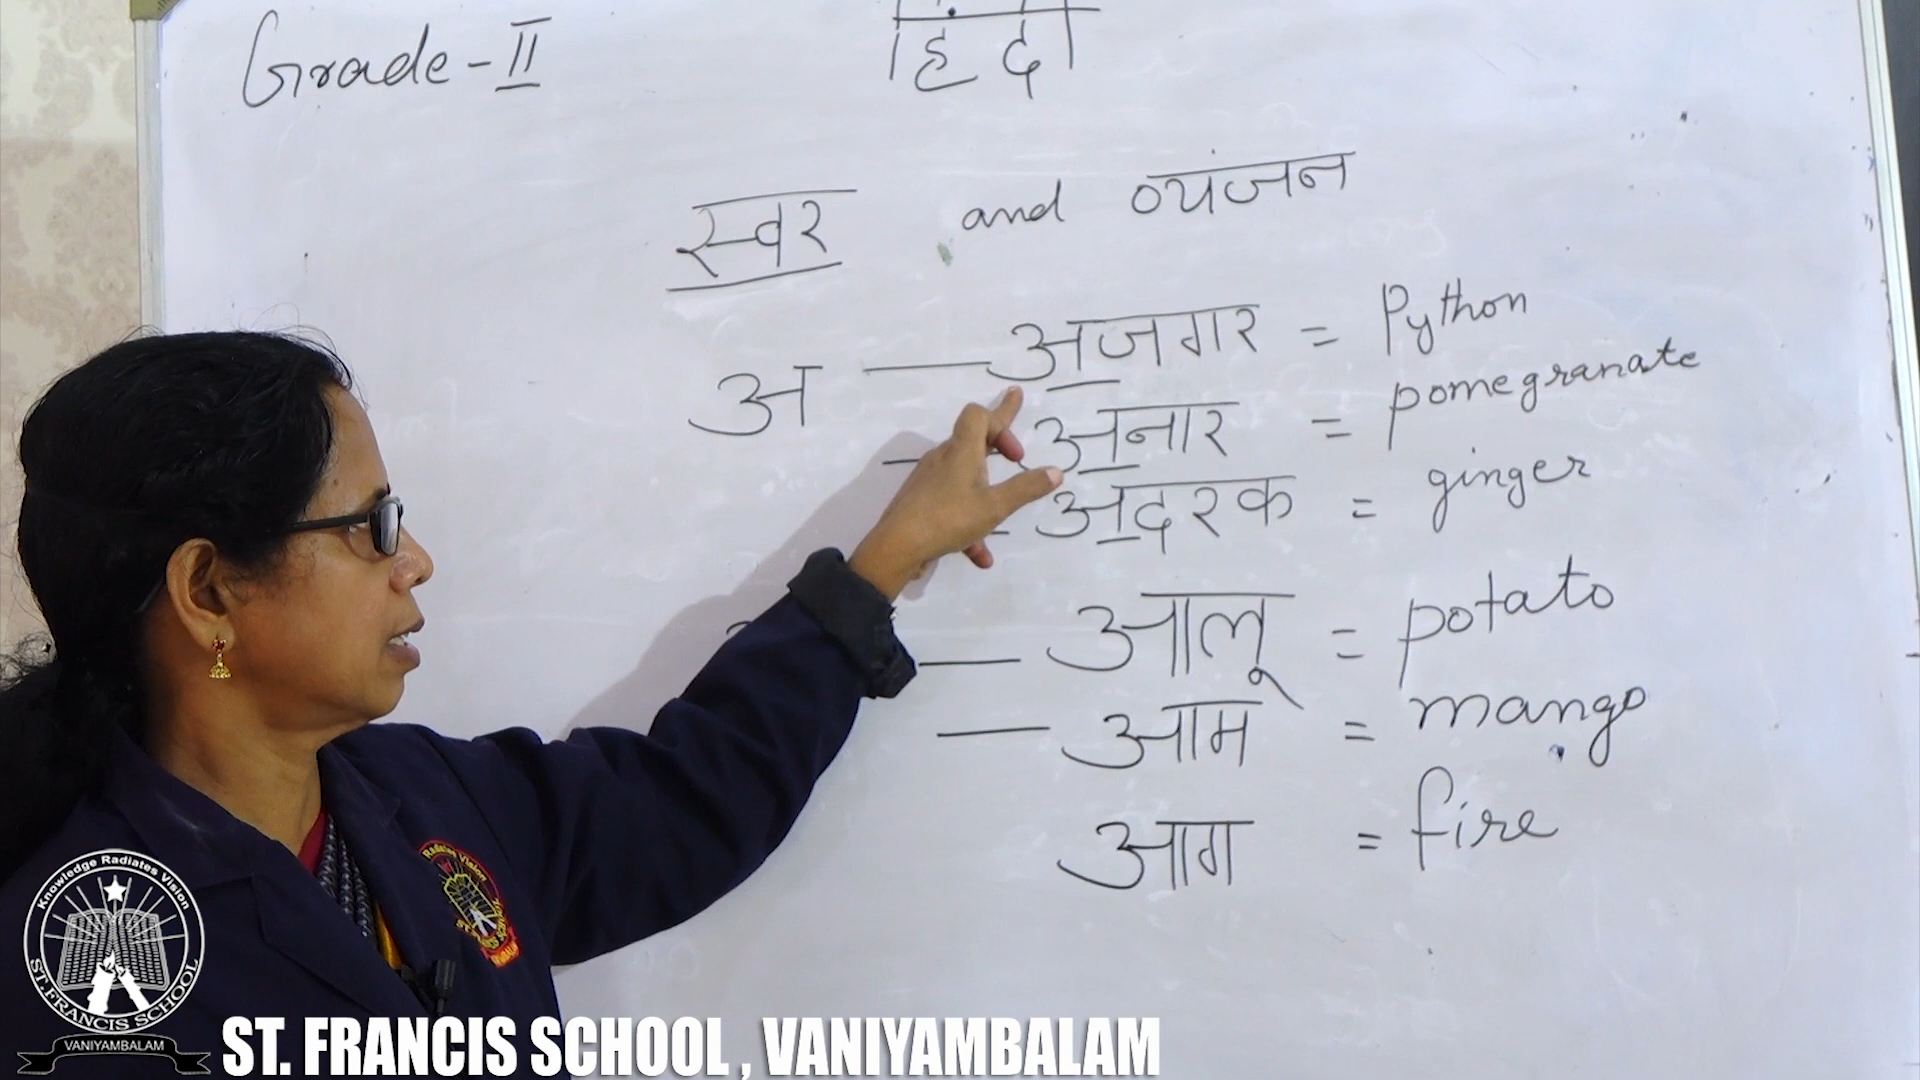 Grade - II
हिंदी
स्वर and व्यंजन
अ — अजगर = Python
— अनार = pomegranate
- अदरक = ginger
— आलू = potato
— आम = mango
आग = fire
Knowledge Radiates Vision
ST. FRANCIS SCHOOL
VANIYAMBALAM
ST. FRANCIS SCHOOL , VANIYAMBALAM